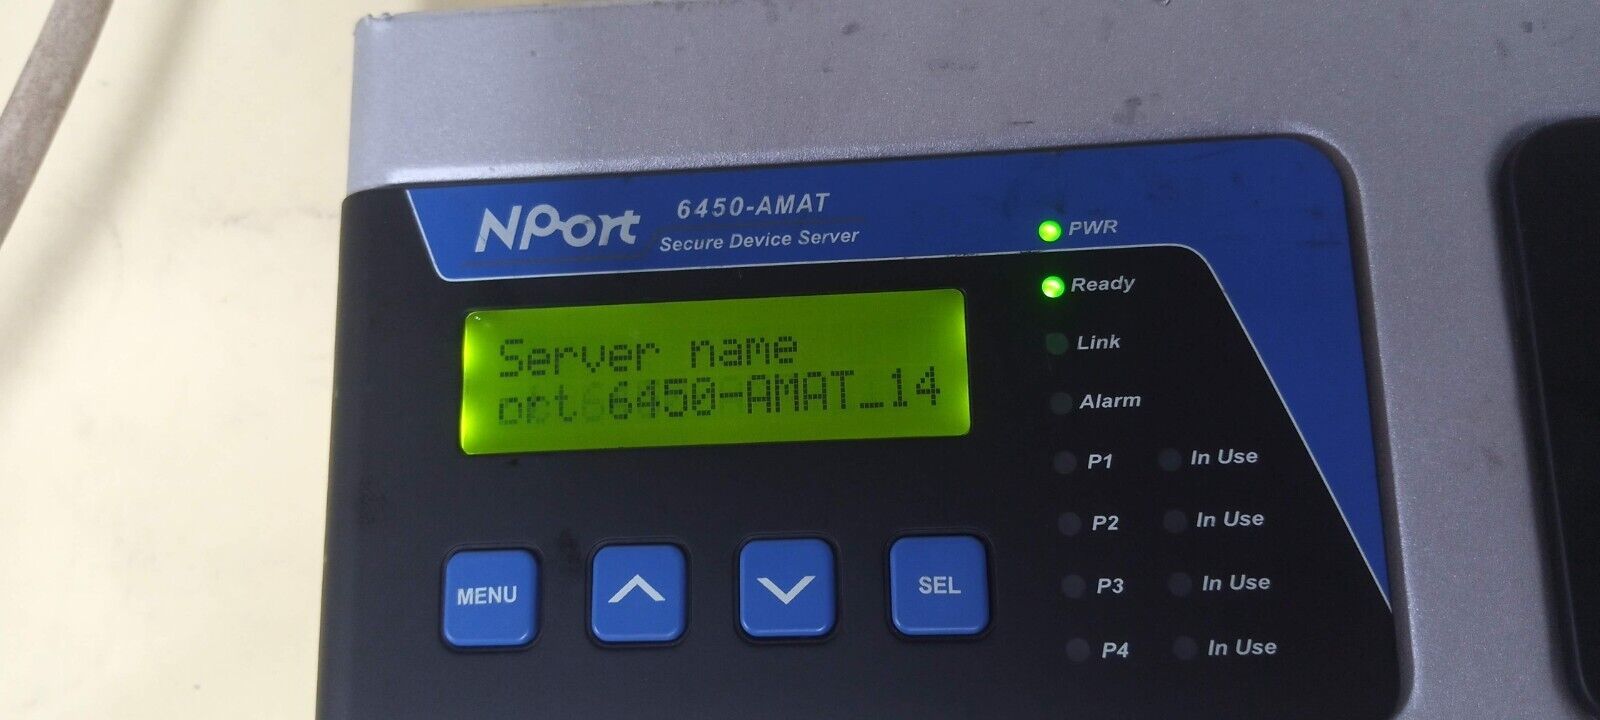 NPort
6450-AMAT
Secure Device Server
PWR
Ready
Server name
6450-AMAT_14
Link
Alarm
P1 In Use
P2 In Use
P3 In Use
P4 In Use
MENU
SEL